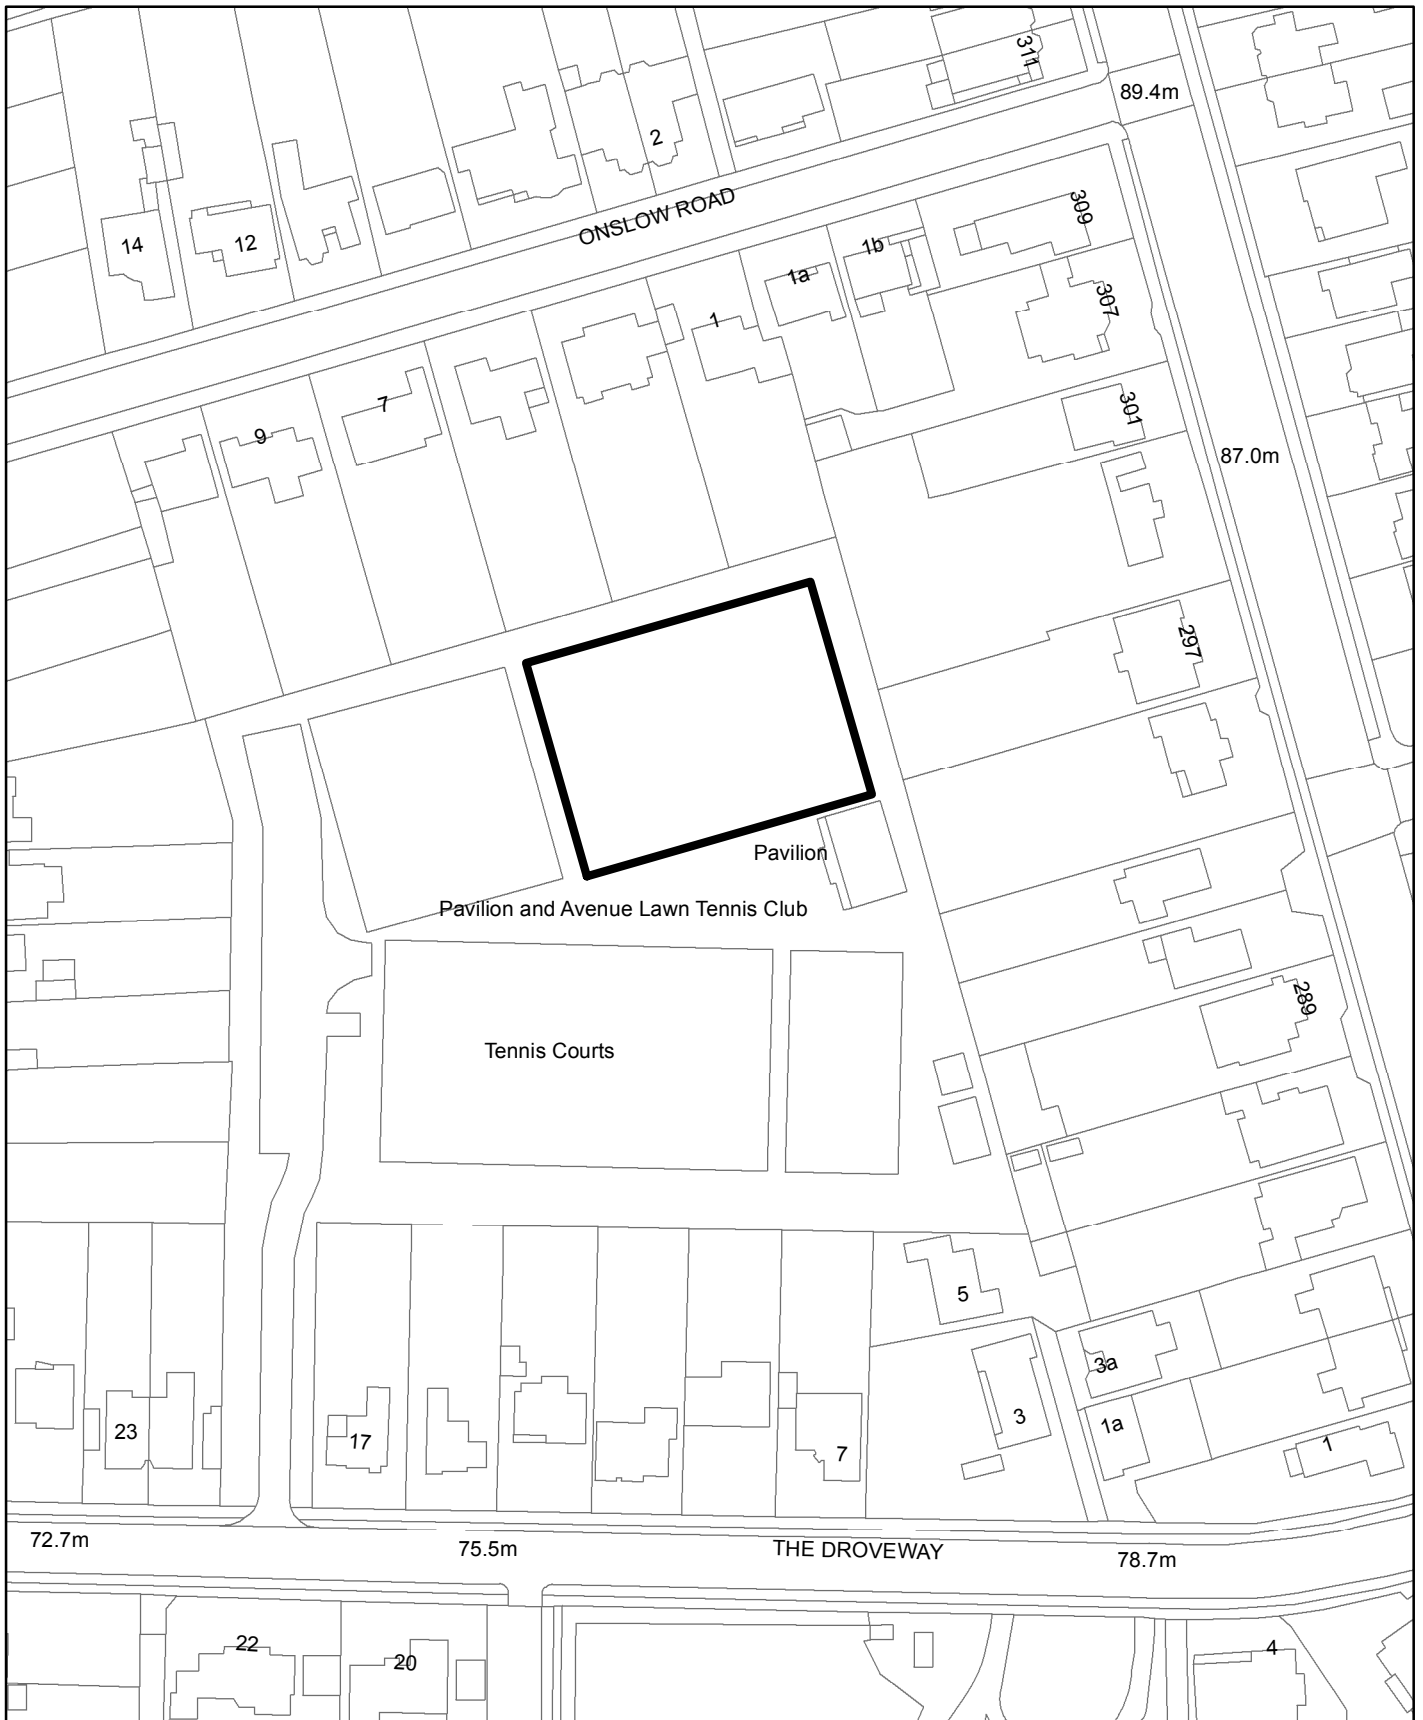 311
89.4m
2
ONSLOW ROAD
309
14
12
1b
1a
307
1
7
301
9
87.0m
297
Pavilion
Pavilion and Avenue Lawn Tennis Club
289
Tennis Courts
5
3a
3
1a
23
17
7
1
72.7m
75.5m
THE DROVEWAY
78.7m
22
20
4